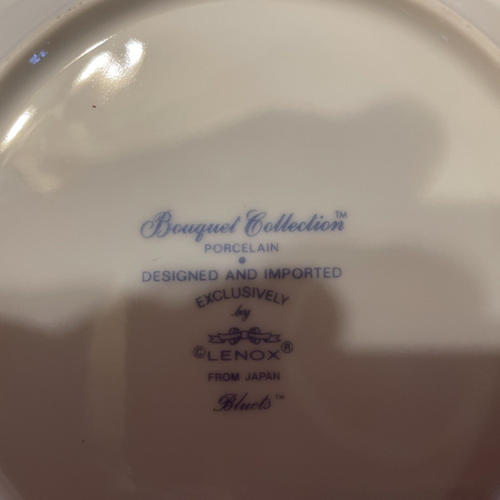 Bouquet Collection™
PORCELAIN
DESIGNED AND IMPORTED
EXCLUSIVELY
by
©LENOX®
FROM JAPAN
Bluets™